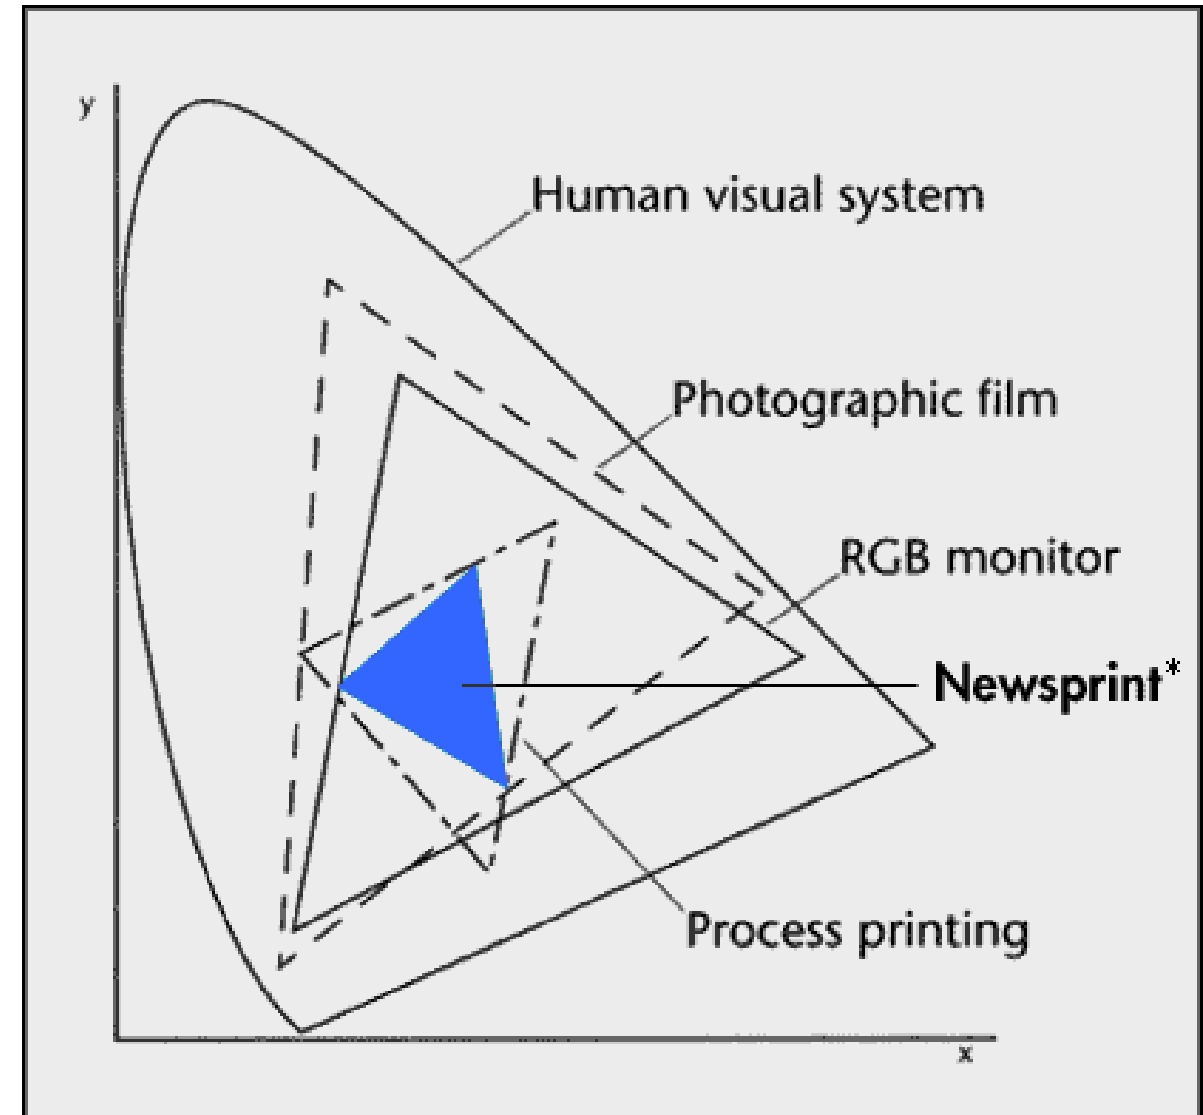 y
Human visual system
Photographic film
RGB monitor
Newsprint*
Process printing
x